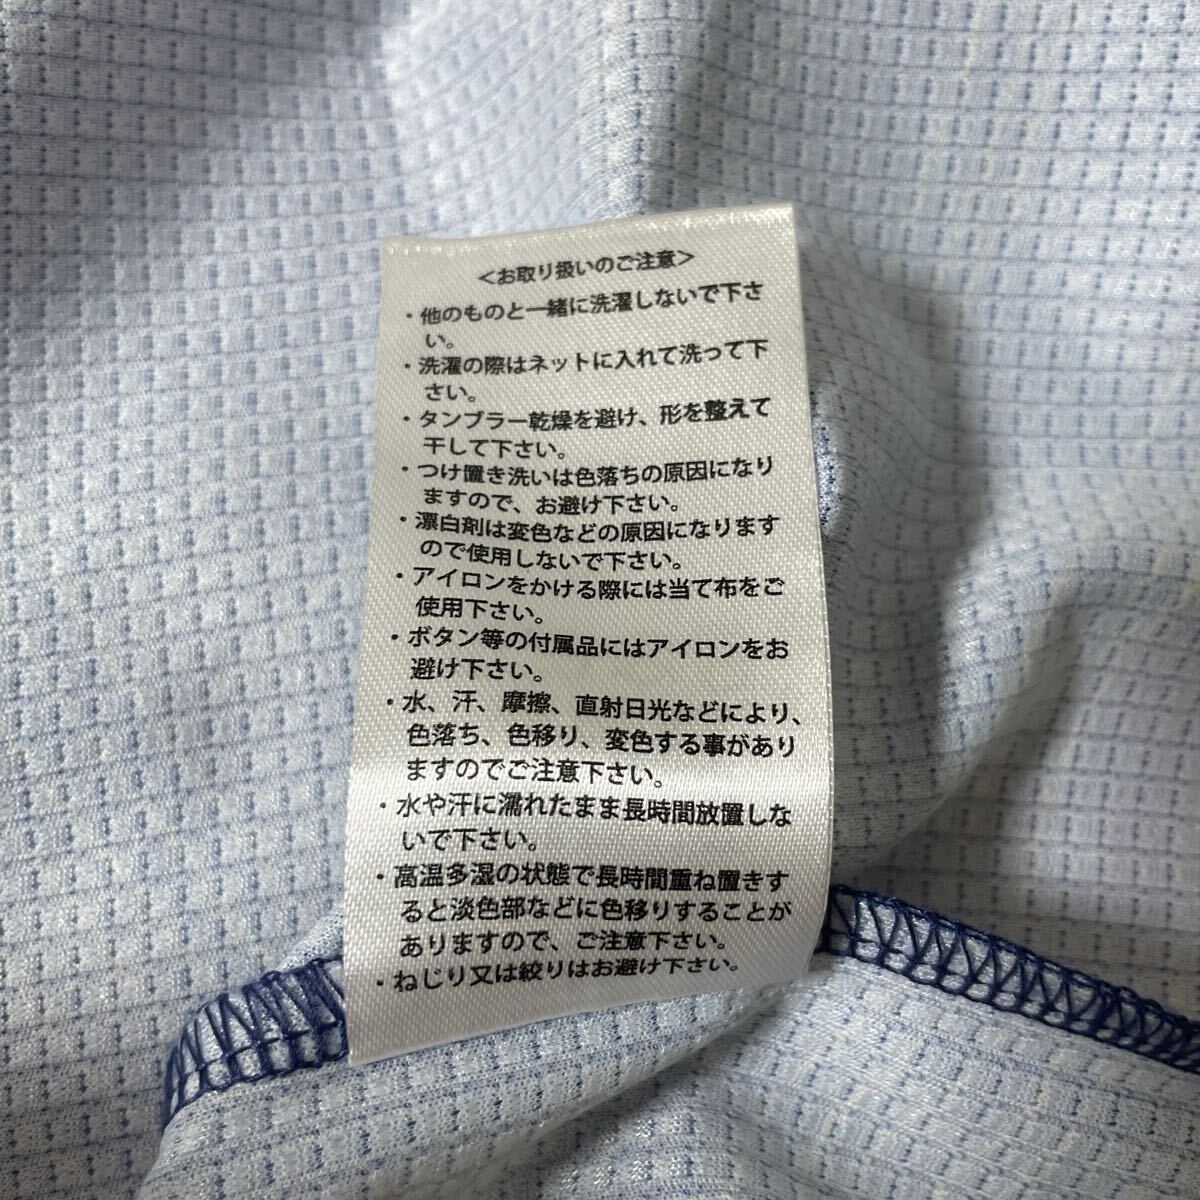 ＜お取り扱いのご注意＞
・他のものと一緒に洗濯しないで下さ
い。
・洗濯の際はネットに入れて洗って下
さい。
・タンブラー乾燥を避け、形を整えて
干して下さい。
・つけ置き洗いは色落ちの原因になり
ますので、お避け下さい。
・漂白剤は変色などの原因になります
ので使用しないで下さい。
・アイロンをかける際には当て布をご
使用下さい。
・ボタン等の付属品にはアイロンをお
避け下さい。
・水、汗、摩擦、直射日光などにより、
色落ち、色移り、変色する事があり
ますのでご注意下さい。
・水や汗に濡れたまま長時間放置しな
いで下さい。
・高温多湿の状態で長時間重ね置きす
ると淡色部などに色移りすることが
ありますので、ご注意下さい。
・ねじり又は絞りはお避け下さい。